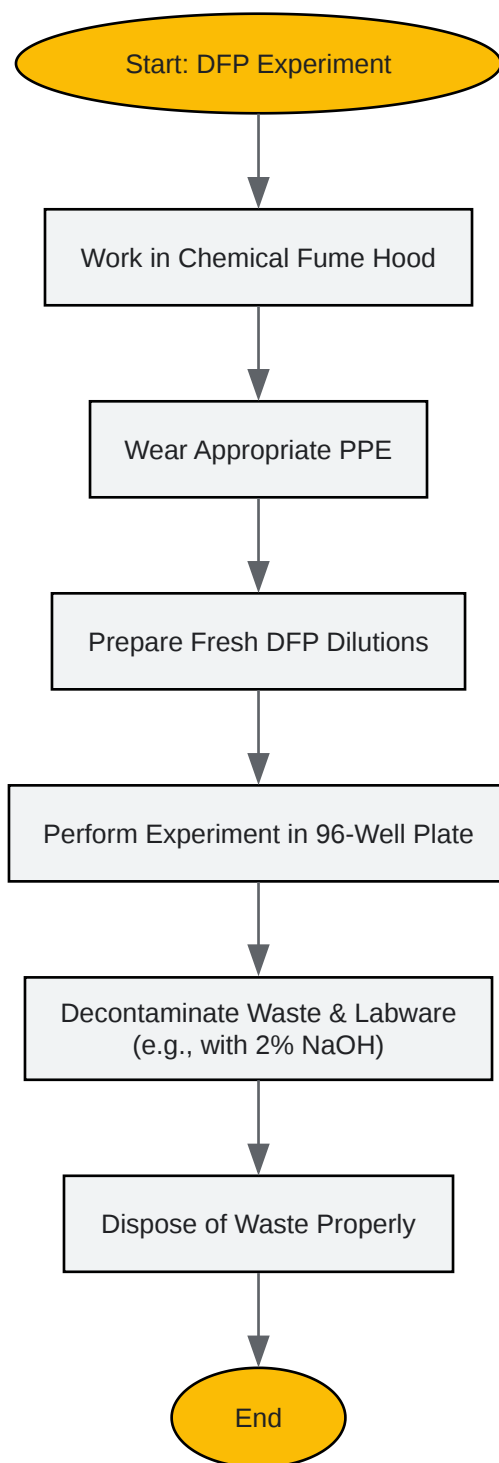 Start: DFP Experiment
Work in Chemical Fume Hood
Wear Appropriate PPE
Prepare Fresh DFP Dilutions
Perform Experiment in 96-Well Plate
Decontaminate Waste & Labware
(e.g., with 2% NaOH)
Dispose of Waste Properly
End